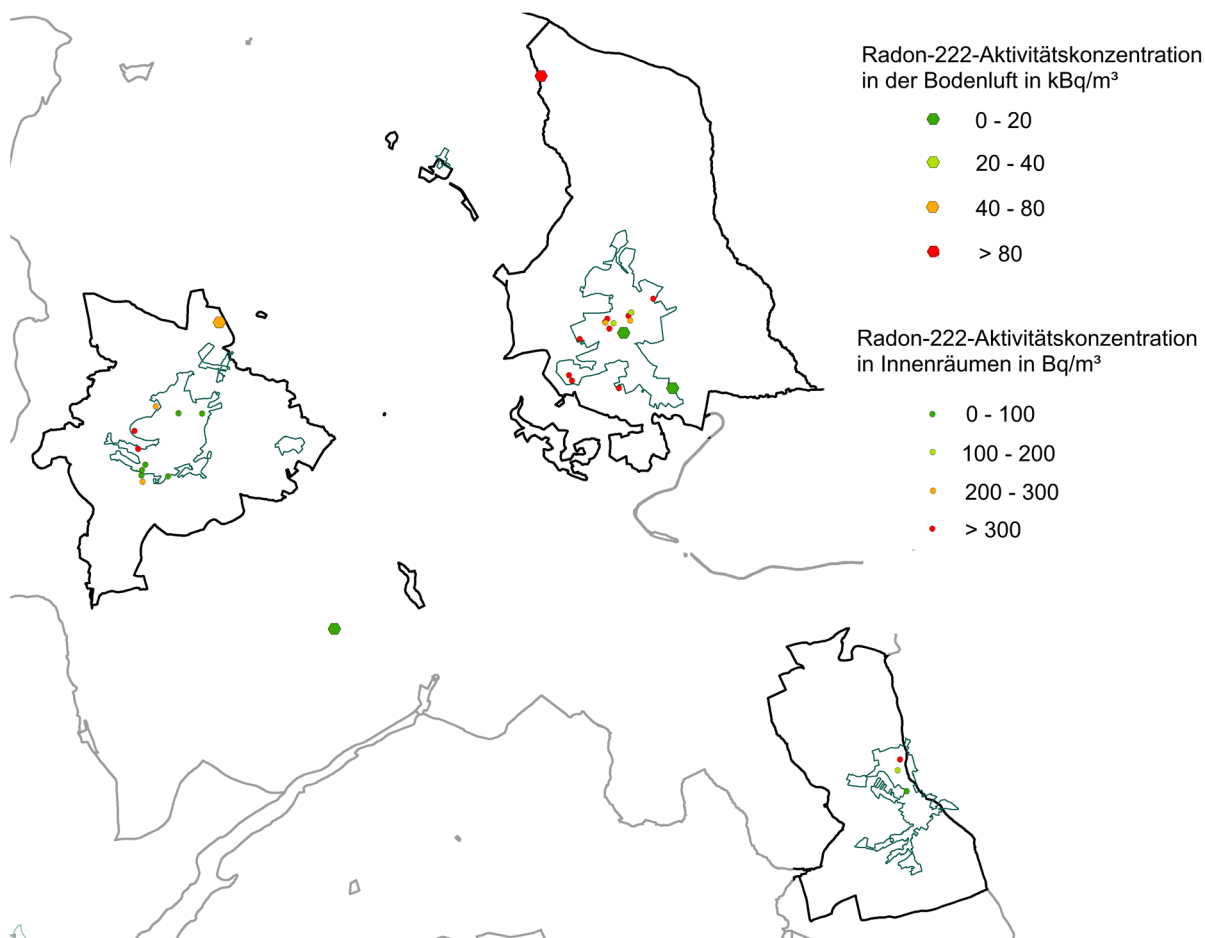 Radon-222-Aktivitätskonzentration
in der Bodenluft in kBq/m³
0 - 20
20 - 40
40 - 80
> 80
Radon-222-Aktivitätskonzentration
in Innenräumen in Bq/m³
0 - 100
100 - 200
200 - 300
> 300